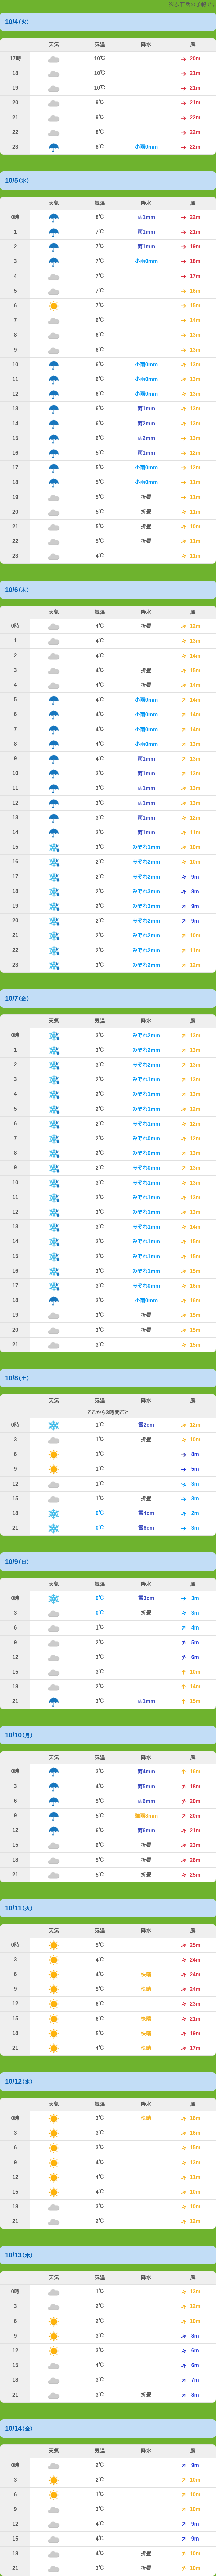 10/4(火)
天気 気温 降水 風
17時 10℃ 20m
18 10℃ 21m
19 10℃ 21m
20 9℃ 21m
21 9℃ 22m
22 8℃ 22m
23 8℃ 小雨0mm 22m
10/5(水)
天気 気温 降水 風
0時 8℃ 雨1mm 22m
1 7℃ 雨1mm 21m
2 7℃ 雨1mm 19m
3 7℃ 小雨0mm 18m
4 7℃ 17m
5 7℃ 16m
6 7℃ 15m
7 6℃ 14m
8 6℃ 13m
9 6℃ 13m
10 6℃ 小雨0mm 13m
11 6℃ 小雨0mm 13m
12 6℃ 小雨0mm 13m
13 6℃ 雨1mm 13m
14 6℃ 雨2mm 13m
15 6℃ 雨2mm 13m
16 5℃ 雨1mm 12m
17 5℃ 小雨0mm 12m
18 5℃ 小雨0mm 11m
19 5℃ 折曇 11m
20 5℃ 折曇 11m
21 5℃ 折曇 10m
22 5℃ 折曇 11m
23 4℃ 11m
10/6(木)
天気 気温 降水 風
0時 4℃ 折曇 12m
1 4℃ 13m
2 4℃ 14m
3 4℃ 折曇 15m
4 4℃ 折曇 14m
5 4℃ 小雨0mm 14m
6 4℃ 小雨0mm 14m
7 4℃ 小雨0mm 14m
8 4℃ 小雨0mm 13m
9 4℃ 雨1mm 13m
10 3℃ 雨1mm 13m
11 3℃ 雨1mm 13m
12 3℃ 雨1mm 13m
13 3℃ 雨1mm 12m
14 3℃ 雨1mm 11m
15 3℃ みぞれ1mm 10m
16 2℃ みぞれ2mm 10m
17 2℃ みぞれ2mm 9m
18 2℃ みぞれ3mm 8m
19 2℃ みぞれ3mm 9m
20 2℃ みぞれ2mm 9m
21 2℃ みぞれ2mm 10m
22 2℃ みぞれ2mm 11m
23 3℃ みぞれ2mm 12m
10/7(金)
天気 気温 降水 風
0時 3℃ みぞれ2mm 13m
1 3℃ みぞれ2mm 13m
2 3℃ みぞれ2mm 13m
3 2℃ みぞれ1mm 13m
4 2℃ みぞれ1mm 13m
5 2℃ みぞれ1mm 12m
6 2℃ みぞれ1mm 12m
7 2℃ みぞれ0mm 12m
8 2℃ みぞれ0mm 13m
9 2℃ みぞれ0mm 13m
10 3℃ みぞれ1mm 13m
11 3℃ みぞれ1mm 13m
12 3℃ みぞれ1mm 13m
13 3℃ みぞれ1mm 14m
14 3℃ みぞれ1mm 15m
15 3℃ みぞれ1mm 15m
16 3℃ みぞれ1mm 15m
17 3℃ みぞれ0mm 16m
18 3℃ 小雨0mm 16m
19 3℃ 折曇 15m
20 3℃ 折曇 15m
21 3℃ 15m
10/8(土)
天気 気温 降水 風
ここから3時間ごと
0時 1℃ 雪2cm 12m
3 1℃ 折曇 10m
6 1℃ 8m
9 1℃ 5m
12 1℃ 3m
15 1℃ 折曇 3m
18 0℃ 雪4cm 2m
21 0℃ 雪6cm 3m
10/9(日)
天気 気温 降水 風
0時 0℃ 雪3cm 3m
3 0℃ 折曇 3m
6 1℃ 4m
9 2℃ 5m
12 3℃ 6m
15 3℃ 10m
18 2℃ 14m
21 3℃ 雨1mm 15m
10/10(月)
天気 気温 降水 風
0時 3℃ 雨4mm 16m
3 4℃ 雨5mm 18m
6 5℃ 雨6mm 20m
9 5℃ 強雨8mm 20m
12 6℃ 雨6mm 21m
15 6℃ 折曇 23m
18 5℃ 折曇 26m
21 5℃ 折曇 25m
10/11(火)
天気 気温 降水 風
0時 5℃ 25m
3 4℃ 24m
6 4℃ 快晴 24m
9 5℃ 快晴 24m
12 6℃ 23m
15 6℃ 快晴 21m
18 5℃ 快晴 19m
21 4℃ 快晴 17m
10/12(水)
天気 気温 降水 風
0時 3℃ 快晴 16m
3 3℃ 16m
6 3℃ 15m
9 4℃ 13m
12 4℃ 11m
15 4℃ 10m
18 3℃ 10m
21 2℃ 12m
10/13(木)
天気 気温 降水 風
0時 1℃ 13m
3 2℃ 12m
6 2℃ 10m
9 3℃ 8m
12 3℃ 6m
15 4℃ 6m
18 3℃ 7m
21 3℃ 折曇 8m
10/14(金)
天気 気温 降水 風
0時 2℃ 9m
3 2℃ 10m
6 1℃ 10m
9 3℃ 10m
12 4℃ 9m
15 4℃ 9m
18 4℃ 折曇 10m
21 3℃ 折曇 10m